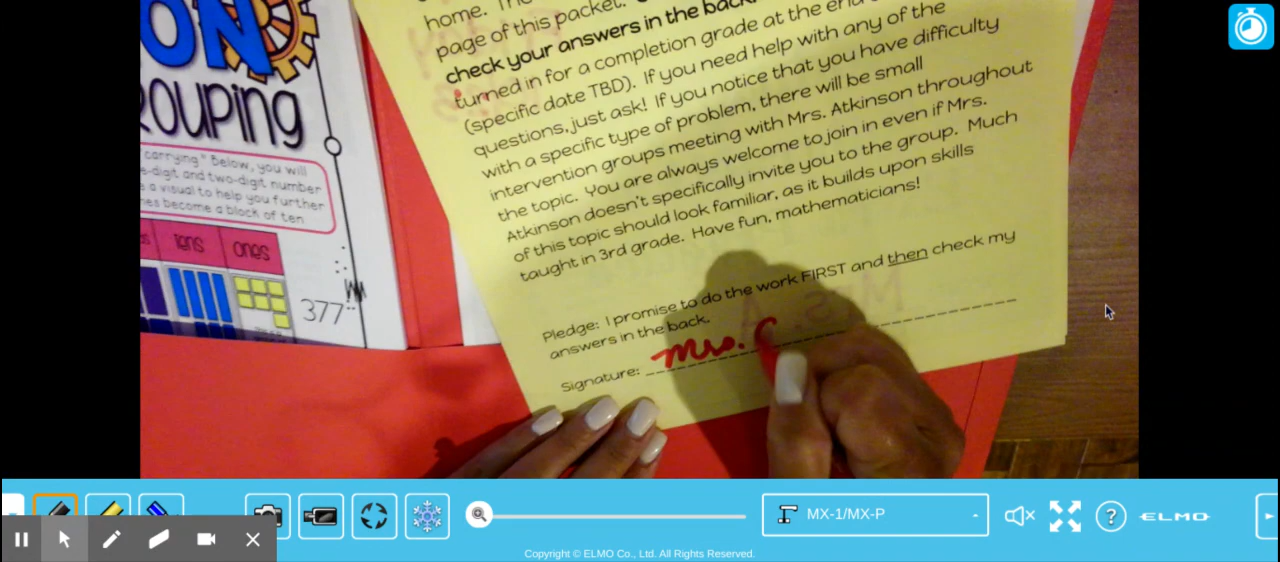 ON
ROUPING
"carrying" Below, you will
e-digit and two-digit number
a visual to help you further
nes become a block of ten
Tens
Ones
377
home. The
page of this packet.
check your answers in the back.
turned in for a completion grade at the end
(specific date TBD). If you need help with any of the
questions, just ask! If you notice that you have difficulty
with a specific type of problem, there will be small
intervention groups meeting with Mrs. Atkinson throughout
the topic. You are always welcome to join in even if Mrs.
Atkinson doesn't specifically invite you to the group. Much
of this topic should look familiar, as it builds upon skills
taught in 3rd grade. Have fun, mathematicians!
Pledge: I promise to do the work FIRST and then check my
answers in the back.
Signature: Mrs.
MX-1/MX-P
?
ELMO
Copyright © ELMO Co., Ltd. All Rights Reserved.